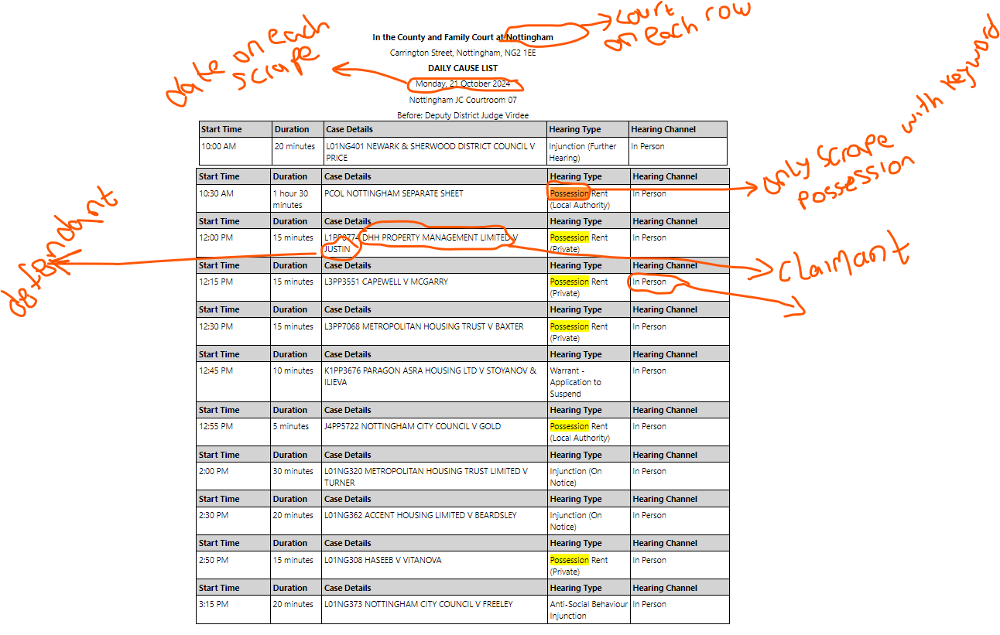 court
on each row
date on each
scrape
In the County and Family Court at Nottingham
Carrington Street, Nottingham, NG2 1EE
DAILY CAUSE LIST
Monday, 21 October 2024
Nottingham JC Courtroom 07
Before: Deputy District Judge Virdee
Start Time Duration Case Details Hearing Type Hearing Channel
10:00 AM 20 minutes L01NG401 NEWARK & SHERWOOD DISTRICT COUNCIL V Injunction (Further In Person
PRICE Hearing)
Start Time Duration Case Details Hearing Type Hearing Channel
10:30 AM 1 hour 30 PCOL NOTTINGHAM SEPARATE SHEET Possession Rent In Person
minutes (Local Authority)
only scrape with keyword
possession
Start Time Duration Case Details Hearing Type Hearing Channel
12:00 PM 15 minutes L1PP0774 DHH PROPERTY MANAGEMENT LIMITED V Possession Rent In Person
JUSTIN (Private)
defendant
claimant
Start Time Duration Case Details Hearing Type Hearing Channel
12:15 PM 15 minutes L3PP3551 CAPEWELL V MCGARRY Possession Rent In Person
(Private)
Start Time Duration Case Details Hearing Type Hearing Channel
12:30 PM 15 minutes L3PP7068 METROPOLITAN HOUSING TRUST V BAXTER Possession Rent In Person
(Private)
Start Time Duration Case Details Hearing Type Hearing Channel
12:45 PM 10 minutes K1PP3676 PARAGON ASRA HOUSING LTD V STOYANOV & Warrant - In Person
ILIEVA Application to
Suspend
Start Time Duration Case Details Hearing Type Hearing Channel
12:55 PM 5 minutes J4PP5722 NOTTINGHAM CITY COUNCIL V GOLD Possession Rent In Person
(Local Authority)
Start Time Duration Case Details Hearing Type Hearing Channel
2:00 PM 30 minutes L01NG320 METROPOLITAN HOUSING TRUST LIMITED V Injunction (On In Person
TURNER Notice)
Start Time Duration Case Details Hearing Type Hearing Channel
2:30 PM 20 minutes L01NG362 ACCENT HOUSING LIMITED V BEARDSLEY Injunction (On In Person
Notice)
Start Time Duration Case Details Hearing Type Hearing Channel
2:50 PM 15 minutes L01NG308 HASEEB V VITANOVA Possession Rent In Person
(Private)
Start Time Duration Case Details Hearing Type Hearing Channel
3:15 PM 20 minutes L01NG373 NOTTINGHAM CITY COUNCIL V FREELEY Anti-Social Behaviour In Person
Injunction